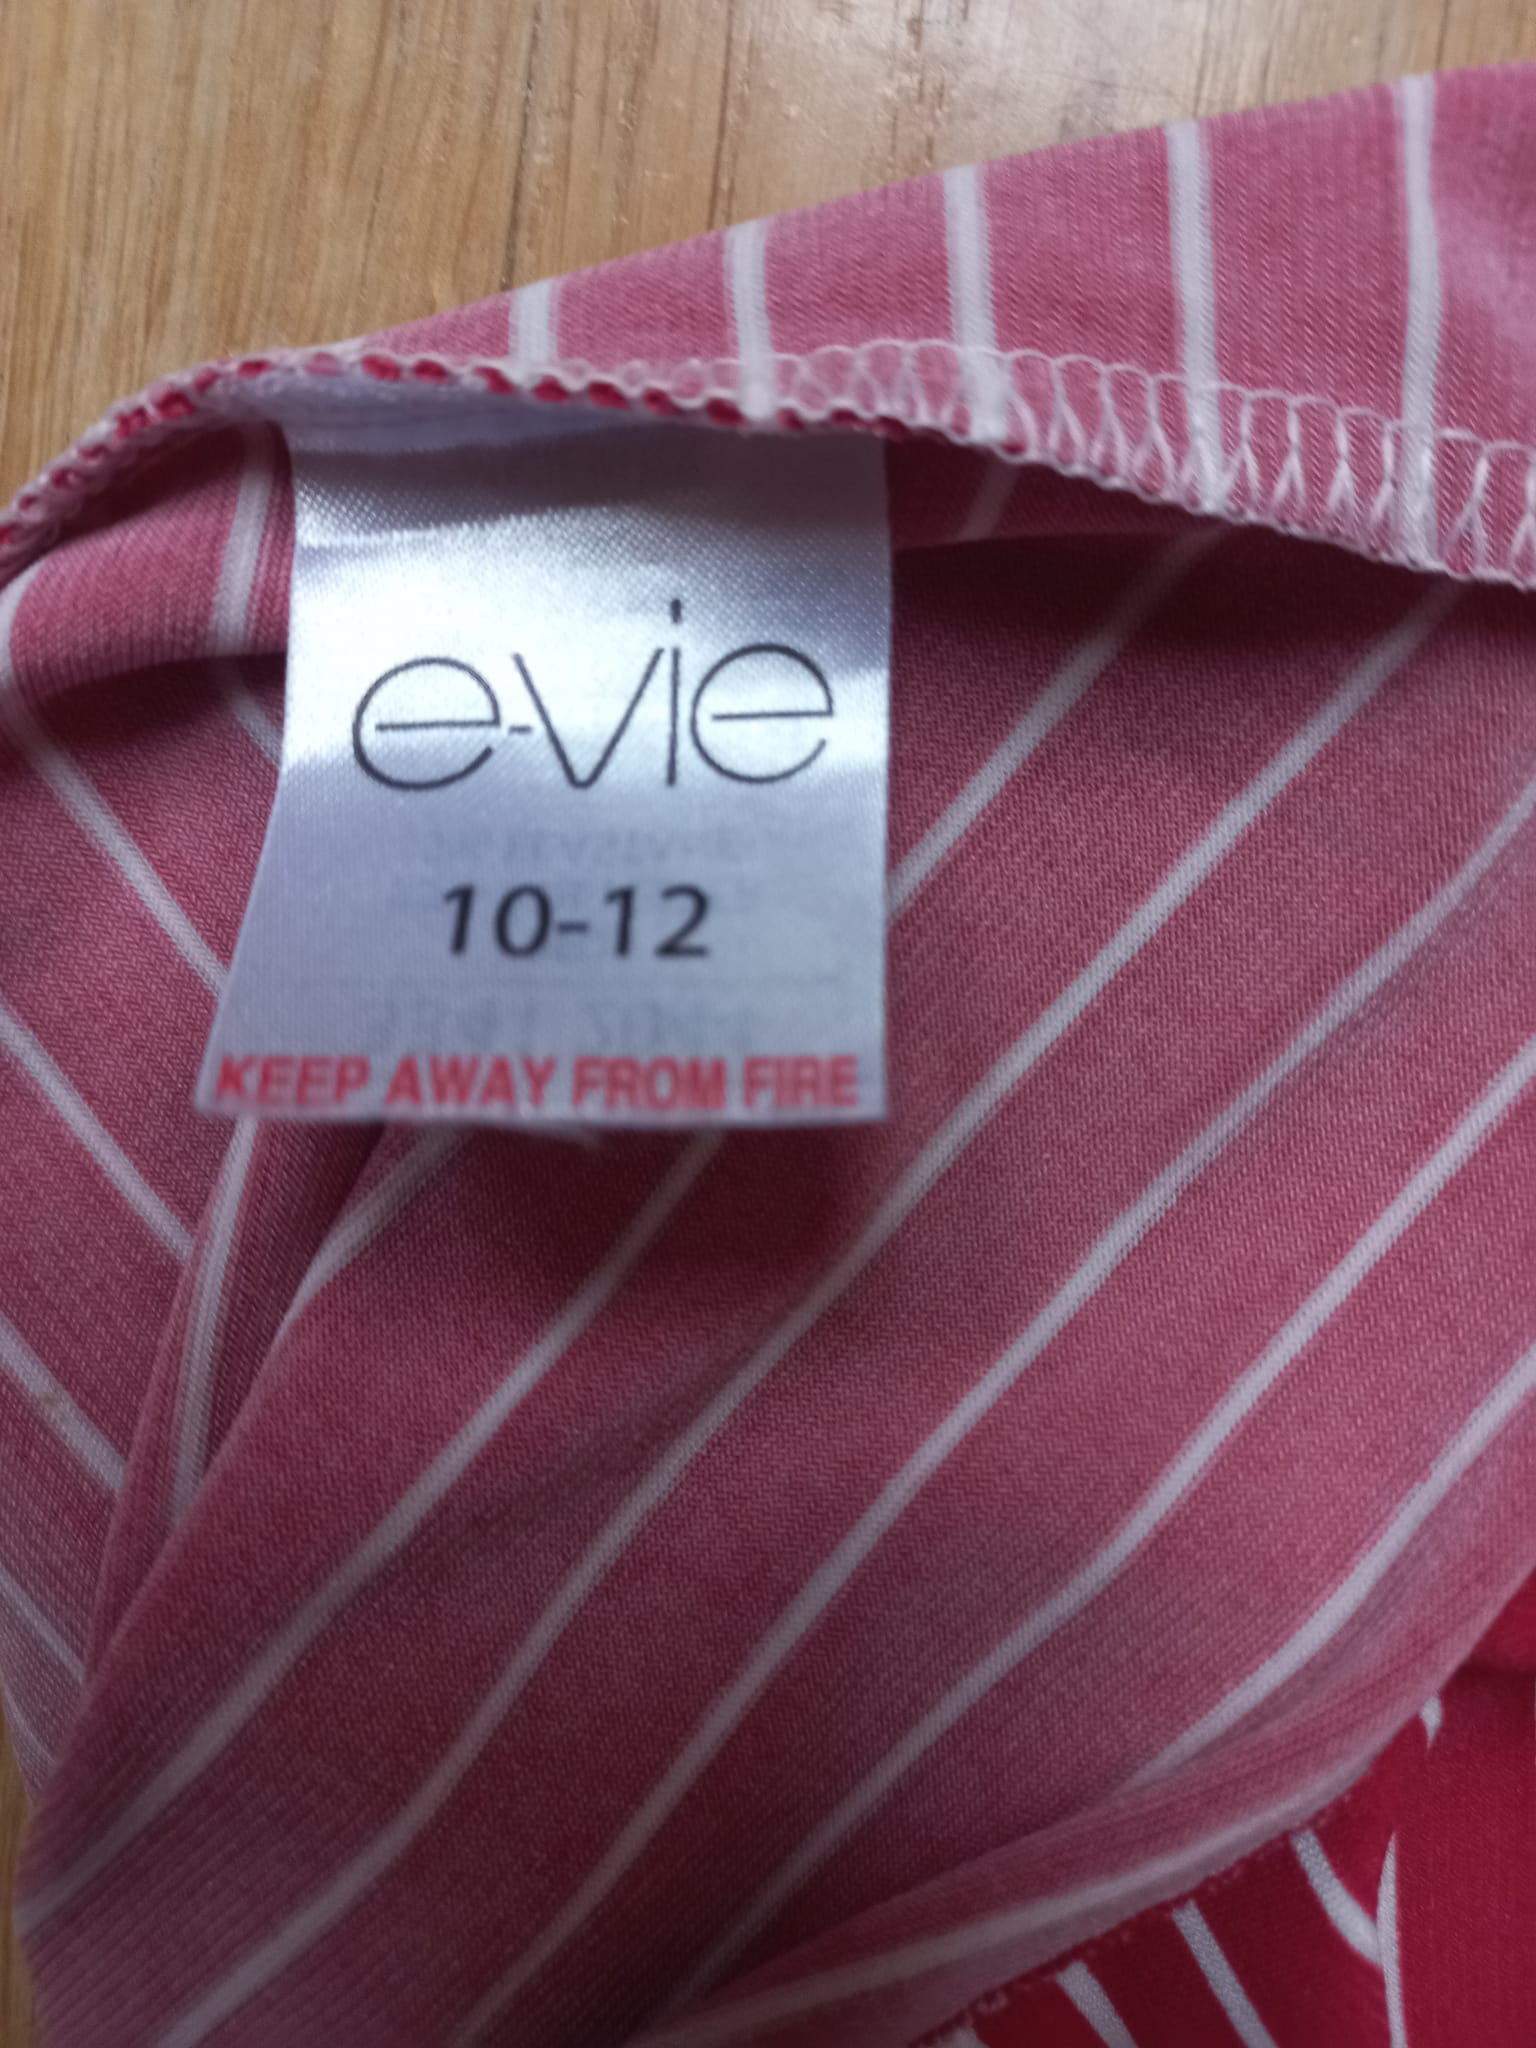 e-vie
10-12
KEEP AWAY FROM FIRE